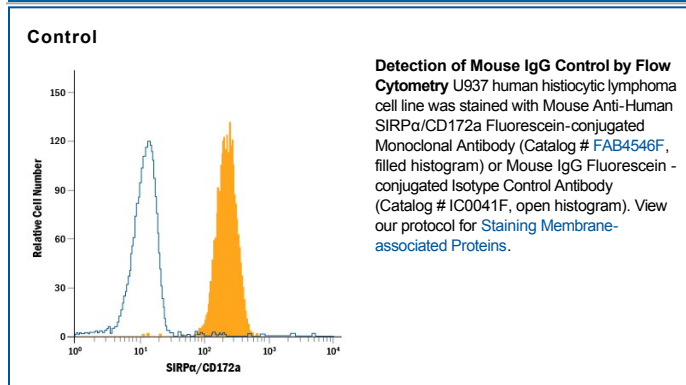 Control
Detection of Mouse IgG Control by Flow
Cytometry U937 human histiocytic lymphoma
cell line was stained with Mouse Anti-Human
SIRPα/CD172a Fluorescein-conjugated
Monoclonal Antibody (Catalog # FAB4546F,
filled histogram) or Mouse IgG Fluorescein -
conjugated Isotype Control Antibody
(Catalog # IC0041F, open histogram). View
our protocol for Staining Membrane-
associated Proteins.
Relative Cell Number
150
120
90
60
30
0
10⁰ 10¹ 10² 10³ 10⁴
SIRPα/CD172a